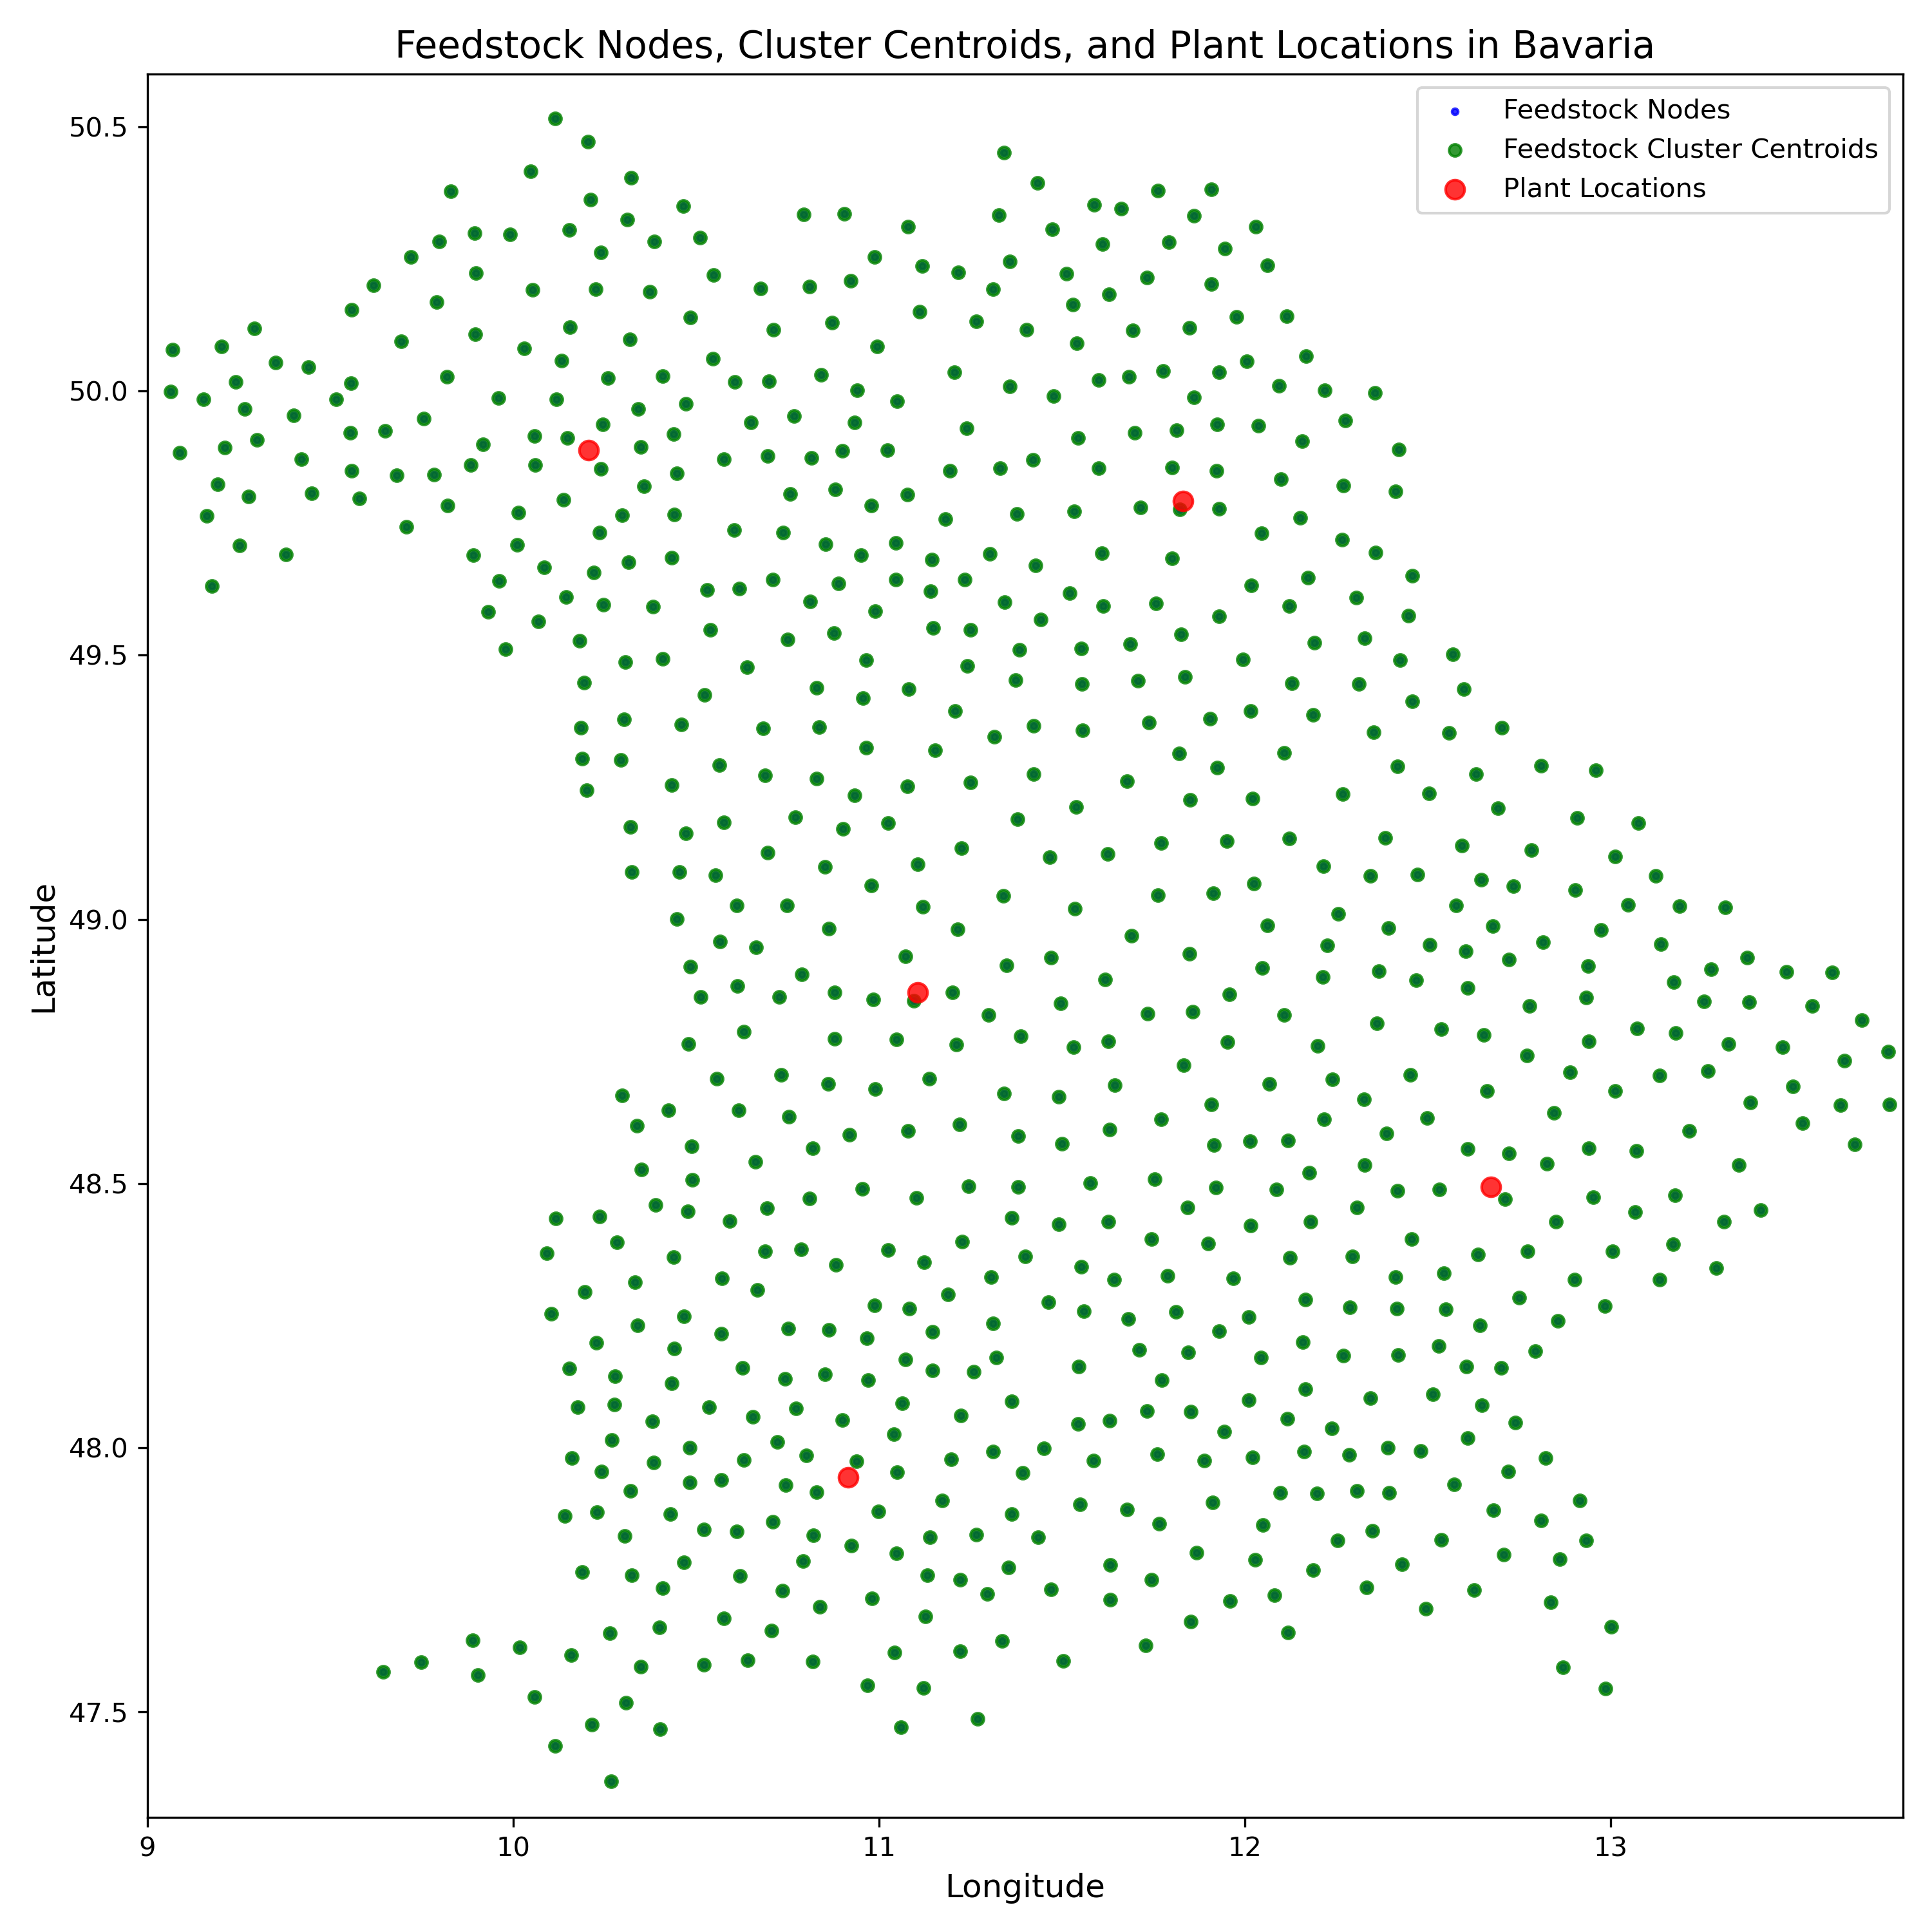 Feedstock Nodes, Cluster Centroids, and Plant Locations in Bavaria
Feedstock Nodes
Feedstock Cluster Centroids
Plant Locations
50.5
50.0
49.5
49.0
48.5
48.0
47.5
Latitude
9 10 11 12 13
Longitude